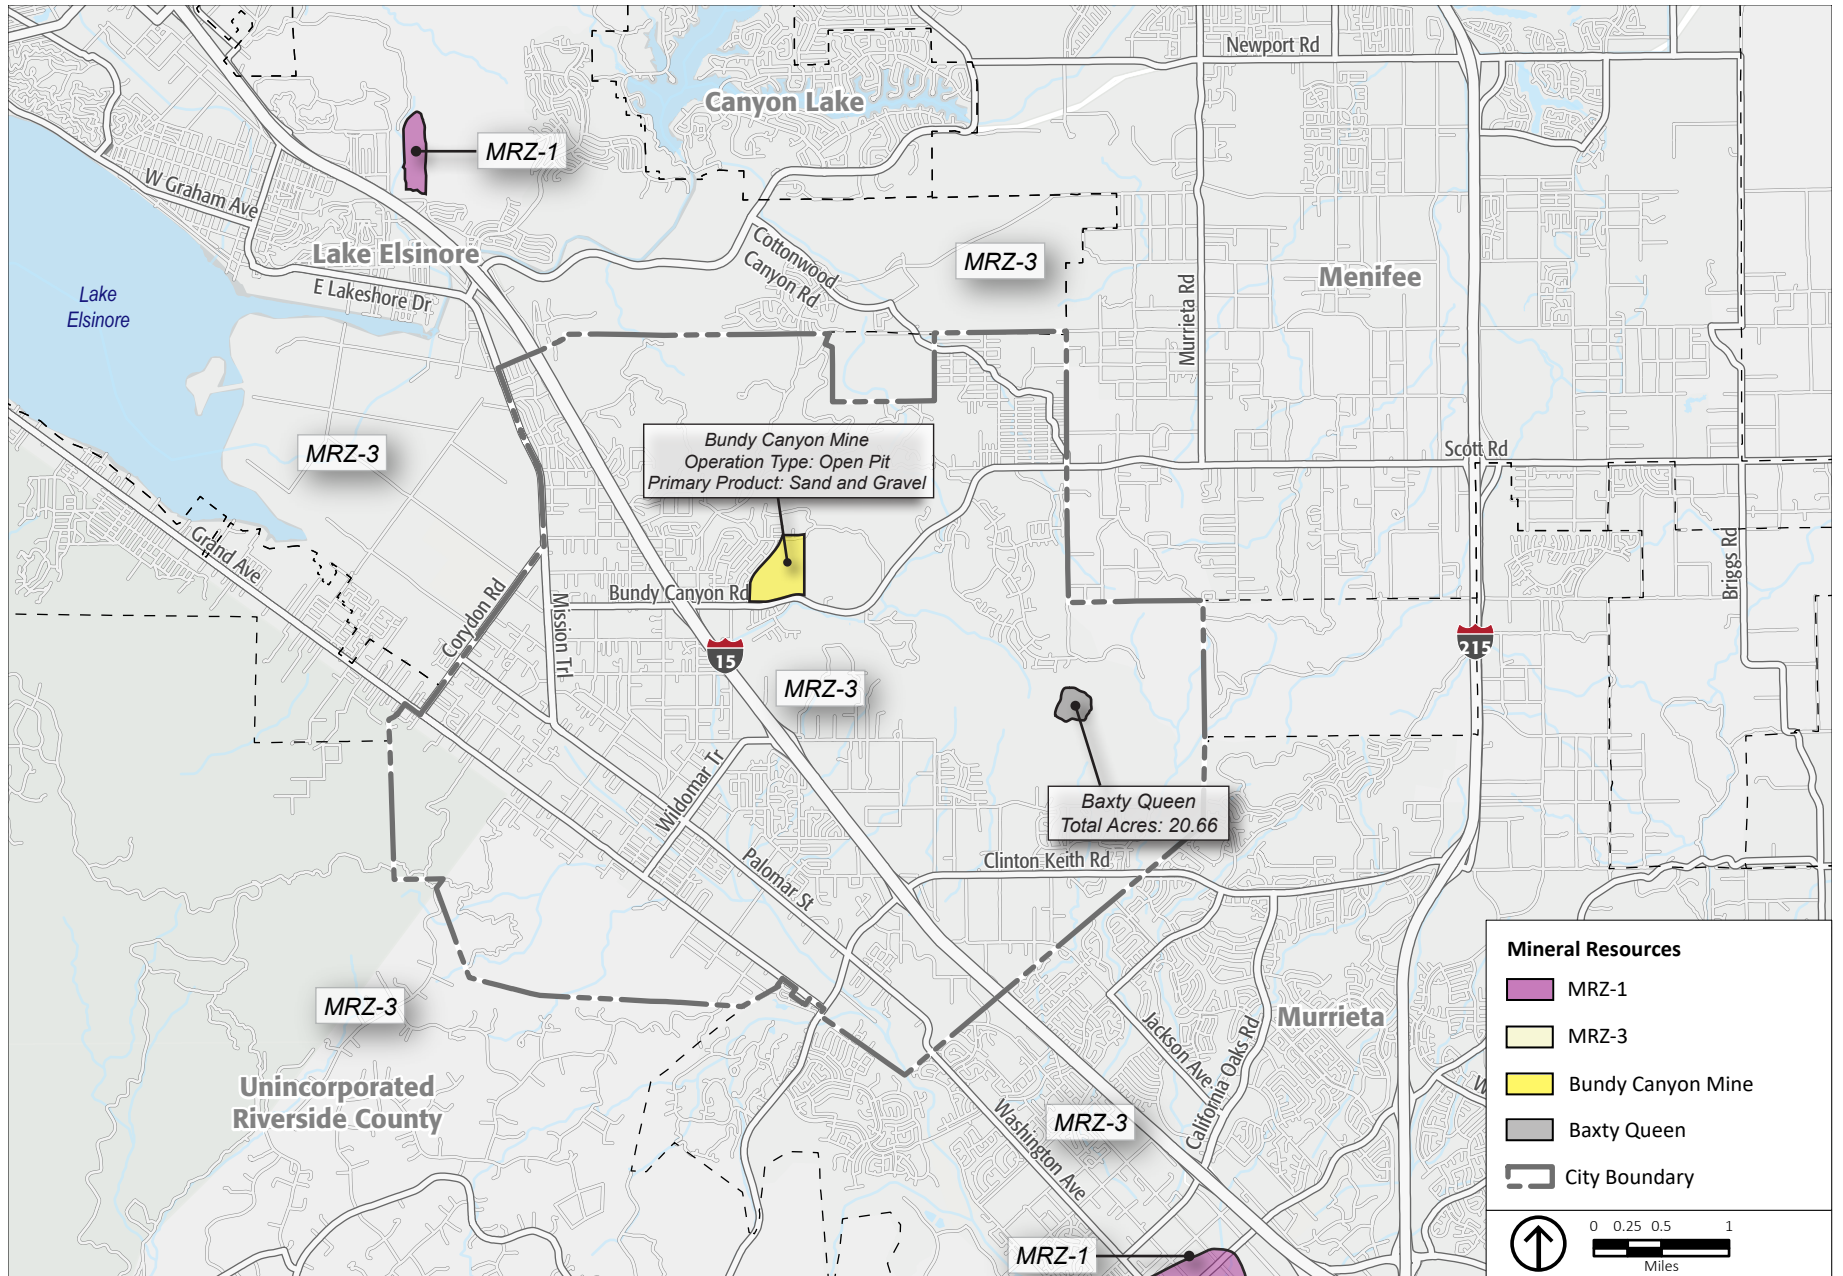 Newport Rd
Canyon Lake
MRZ-1
W Graham Ave
Lake Elsinore
Cottonwood
Canyon Rd
MRZ-3
Menifee
E Lakeshore Dr
Lake
Elsinore
Murrieta Rd
MRZ-3
Bundy Canyon Mine
Operation Type: Open Pit
Primary Product: Sand and Gravel
Scott Rd
Grand Ave
Briggs Rd
Corydon Rd
Mission Trl
Bundy Canyon Rd
15
215
MRZ-3
Wildomar Tr
Baxty Queen
Total Acres: 20.66
Clinton Keith Rd
Palomar St
MRZ-3
Jackson Ave
California Oaks Rd
Murrieta
Unincorporated
Riverside County
Washington Ave
MRZ-3
W
MRZ-1
Mineral Resources
MRZ-1
MRZ-3
Bundy Canyon Mine
Baxty Queen
City Boundary
0 0.25 0.5 1
Miles